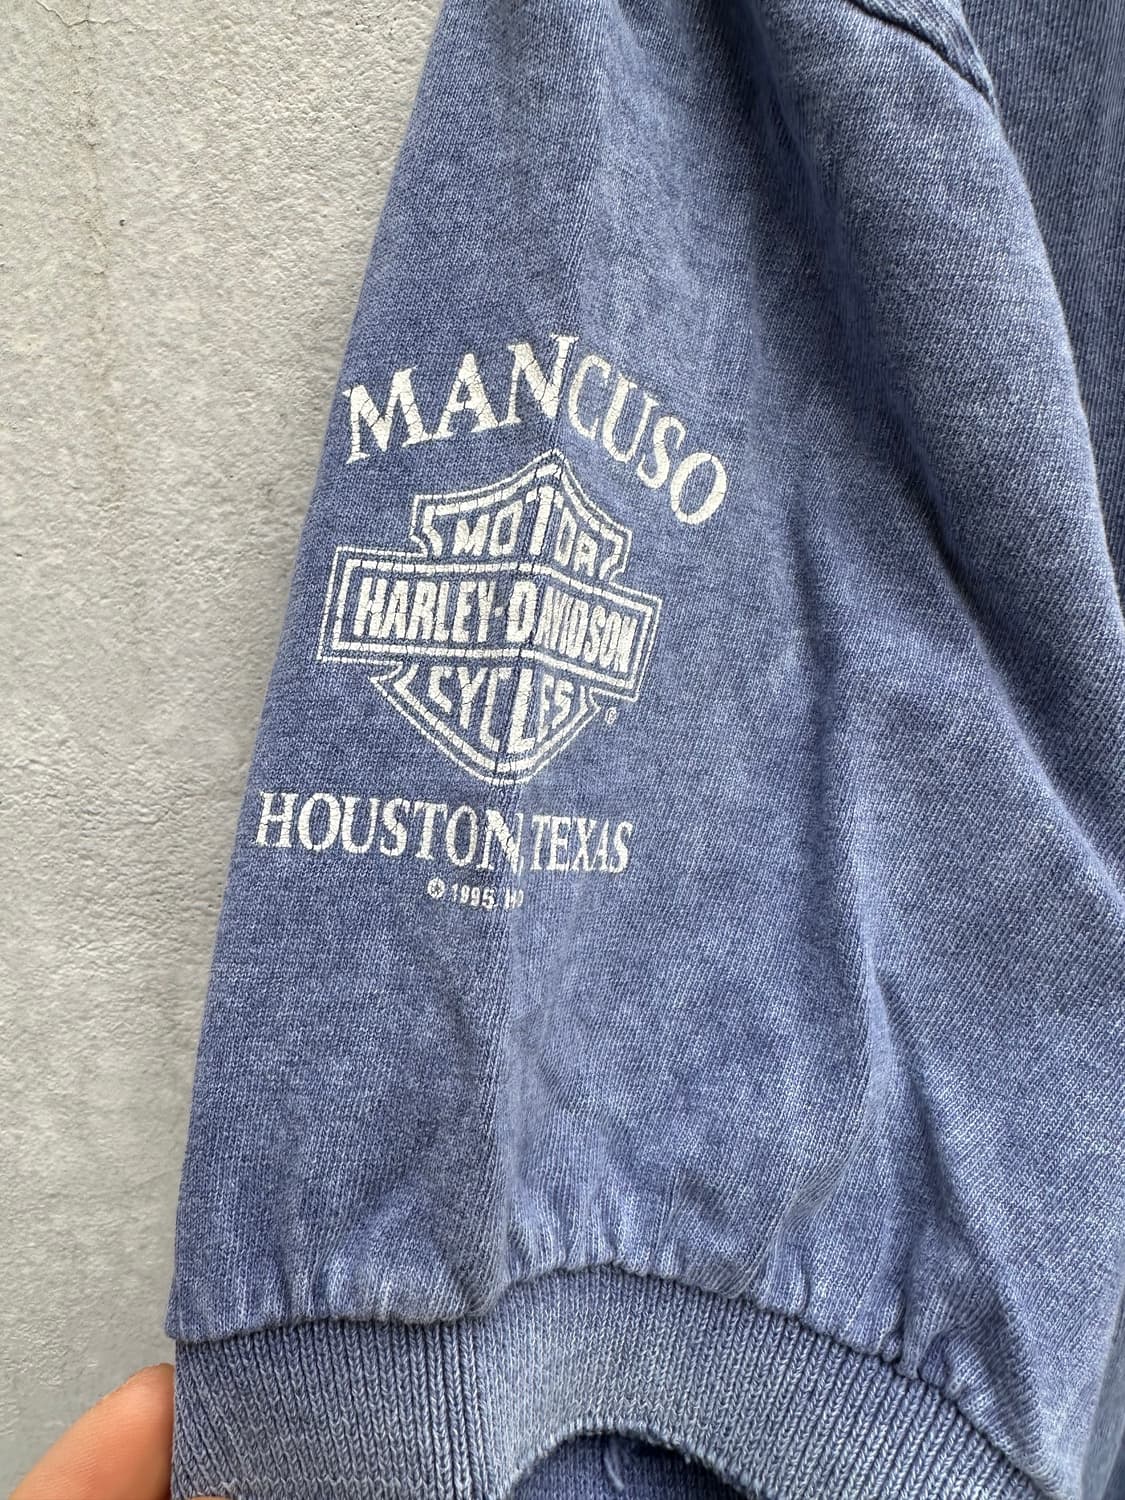 MANCUSO
MOTOR
HARLEY-DAVIDSON
CYCLES
®
HOUSTON, TEXAS
© 1995 H-D